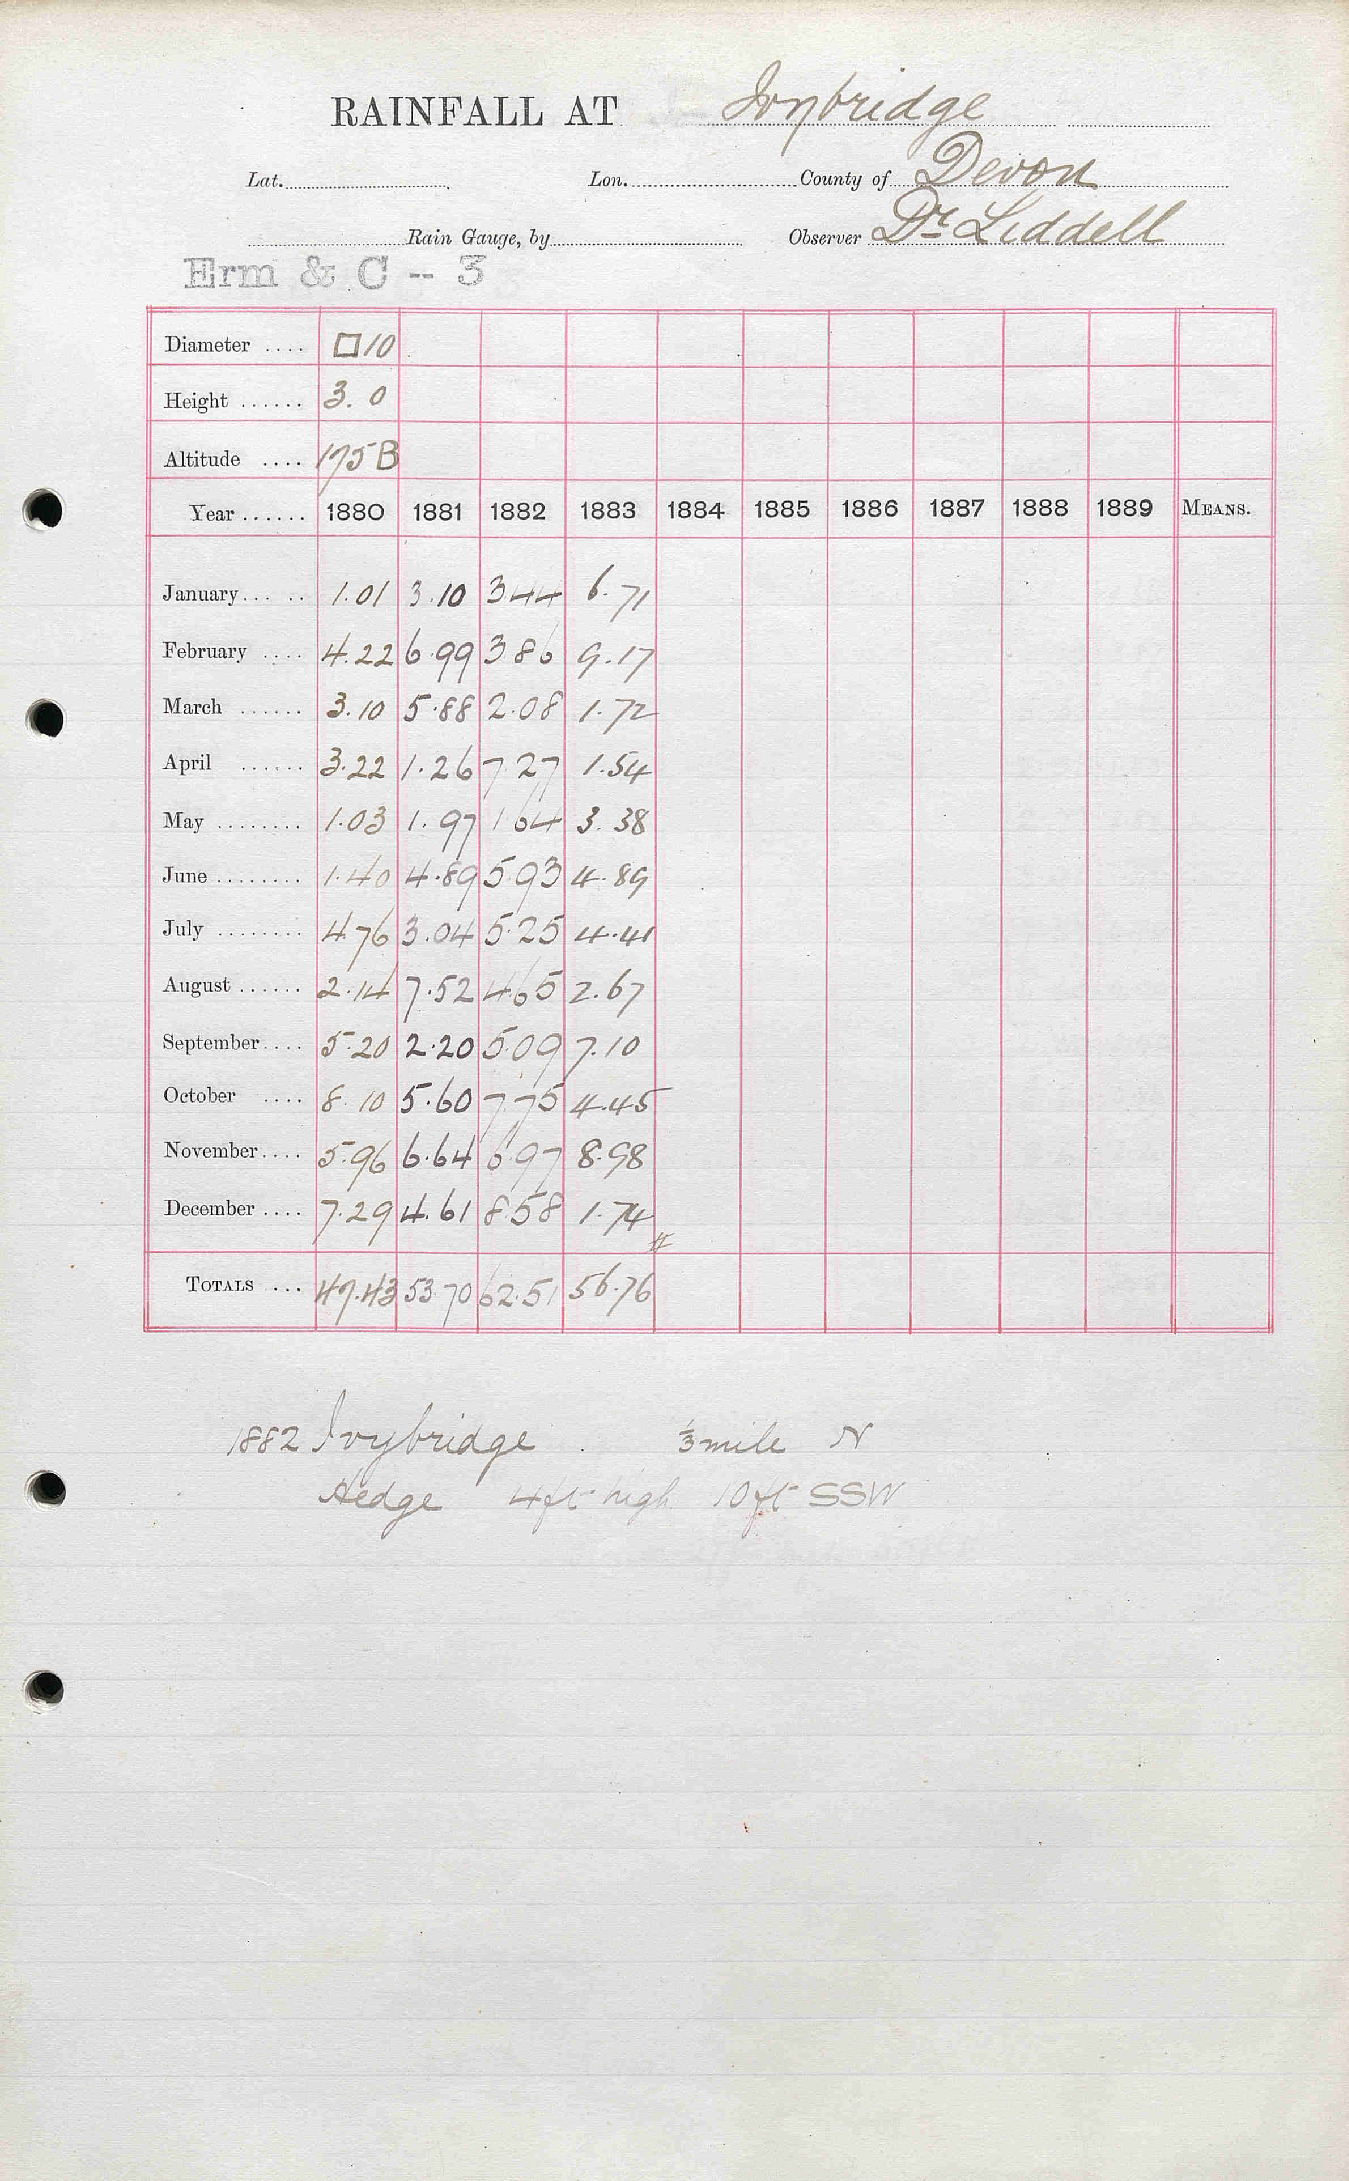 RAINFALL AT Ivybridge
Lat. Lon. County of Devon
Rain Gauge, by Observer Dr Liddell
Erm & C -- 3
Diameter .... □10
Height ...... 3.0
Altitude .... 175B
Year ...... 1880 1881 1882 1883 1884 1885 1886 1887 1888 1889 MEANS.
January... .. 1.01 3.10 3.44 6.71
February .... 4.22 6.99 3.86 9.17
March ...... 3.10 5.88 2.08 1.72
April ...... 3.22 1.26 7.27 1.54
May ........ 1.03 1.97 1.64 3.38
June ........ 1.40 4.89 5.93 4.89
July ........ 4.76 3.04 5.25 4.41
August ...... 2.14 7.52 4.65 2.67
September.... 5.20 2.20 5.09 7.10
October .... 8.10 5.60 7.75 4.45
November.... 5.96 6.64 6.97 8.98
December .... 7.29 4.61 8.58 1.74
TOTALS ... 47.43 53.70 62.51 56.76
1882 Ivybridge . ⅓ mile N
Hedge 4ft high 10ft SSW